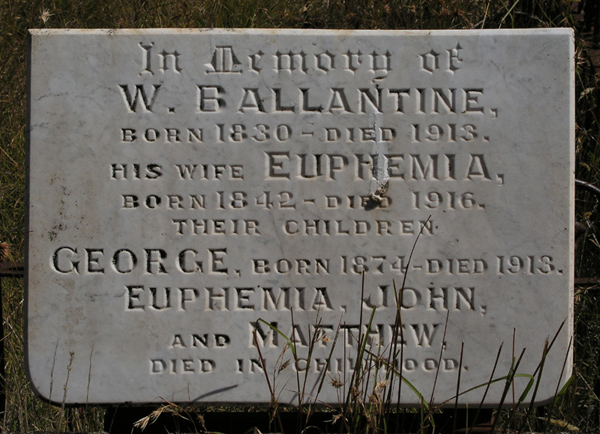 In Memory of
W. BALLANTINE,
BORN 1830 - DIED 1913.
HIS WIFE EUPHEMIA,
BORN 1842 - DIED 1916.
THEIR CHILDREN
GEORGE, BORN 1874 - DIED 1913.
EUPHEMIA, JOHN,
AND MATTHEW,
DIED IN CHILDHOOD.